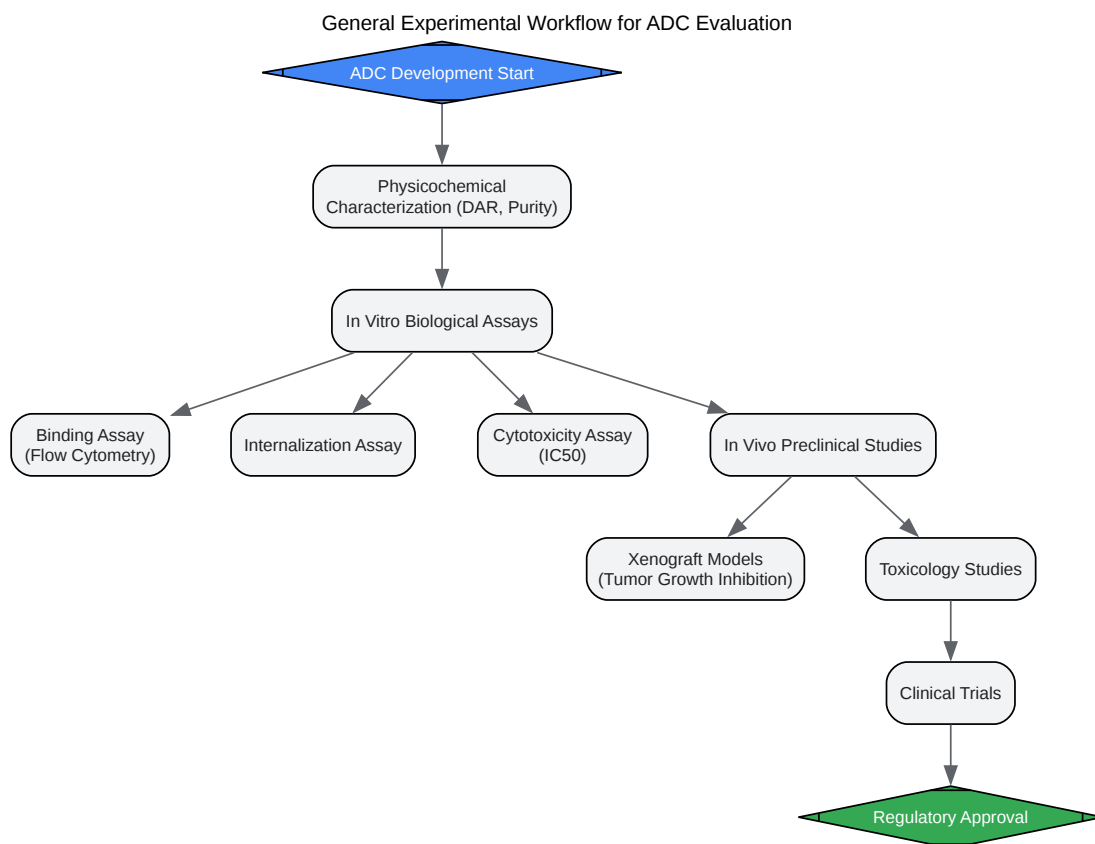 General Experimental Workflow for ADC Evaluation
ADC Development Start
Physicochemical
Characterization (DAR, Purity)
In Vitro Biological Assays
Binding Assay
(Flow Cytometry)
Internalization Assay
Cytotoxicity Assay
(IC50)
In Vivo Preclinical Studies
Xenograft Models
(Tumor Growth Inhibition)
Toxicology Studies
Clinical Trials
Regulatory Approval